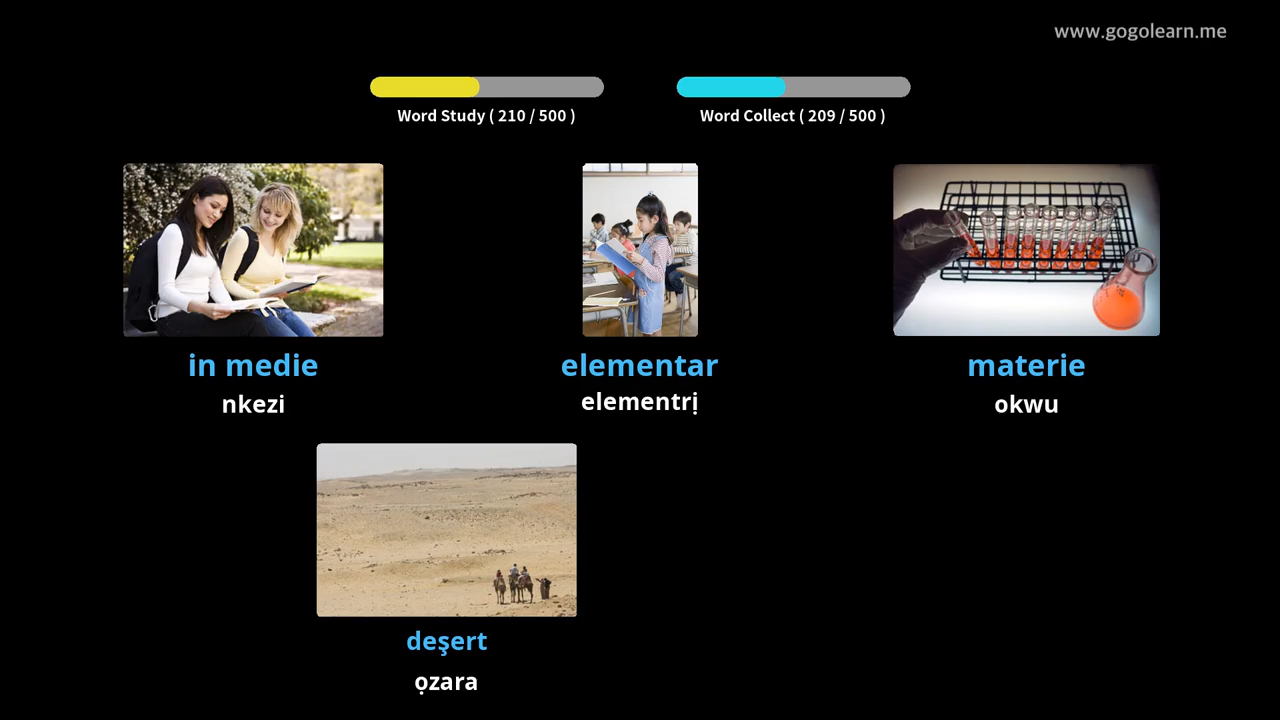 www.gogolearn.me
Word Study ( 210 / 500 )
Word Collect ( 209 / 500 )
in medie
nkezi
elementar
elementrị
materie
okwu
deşert
ọzara